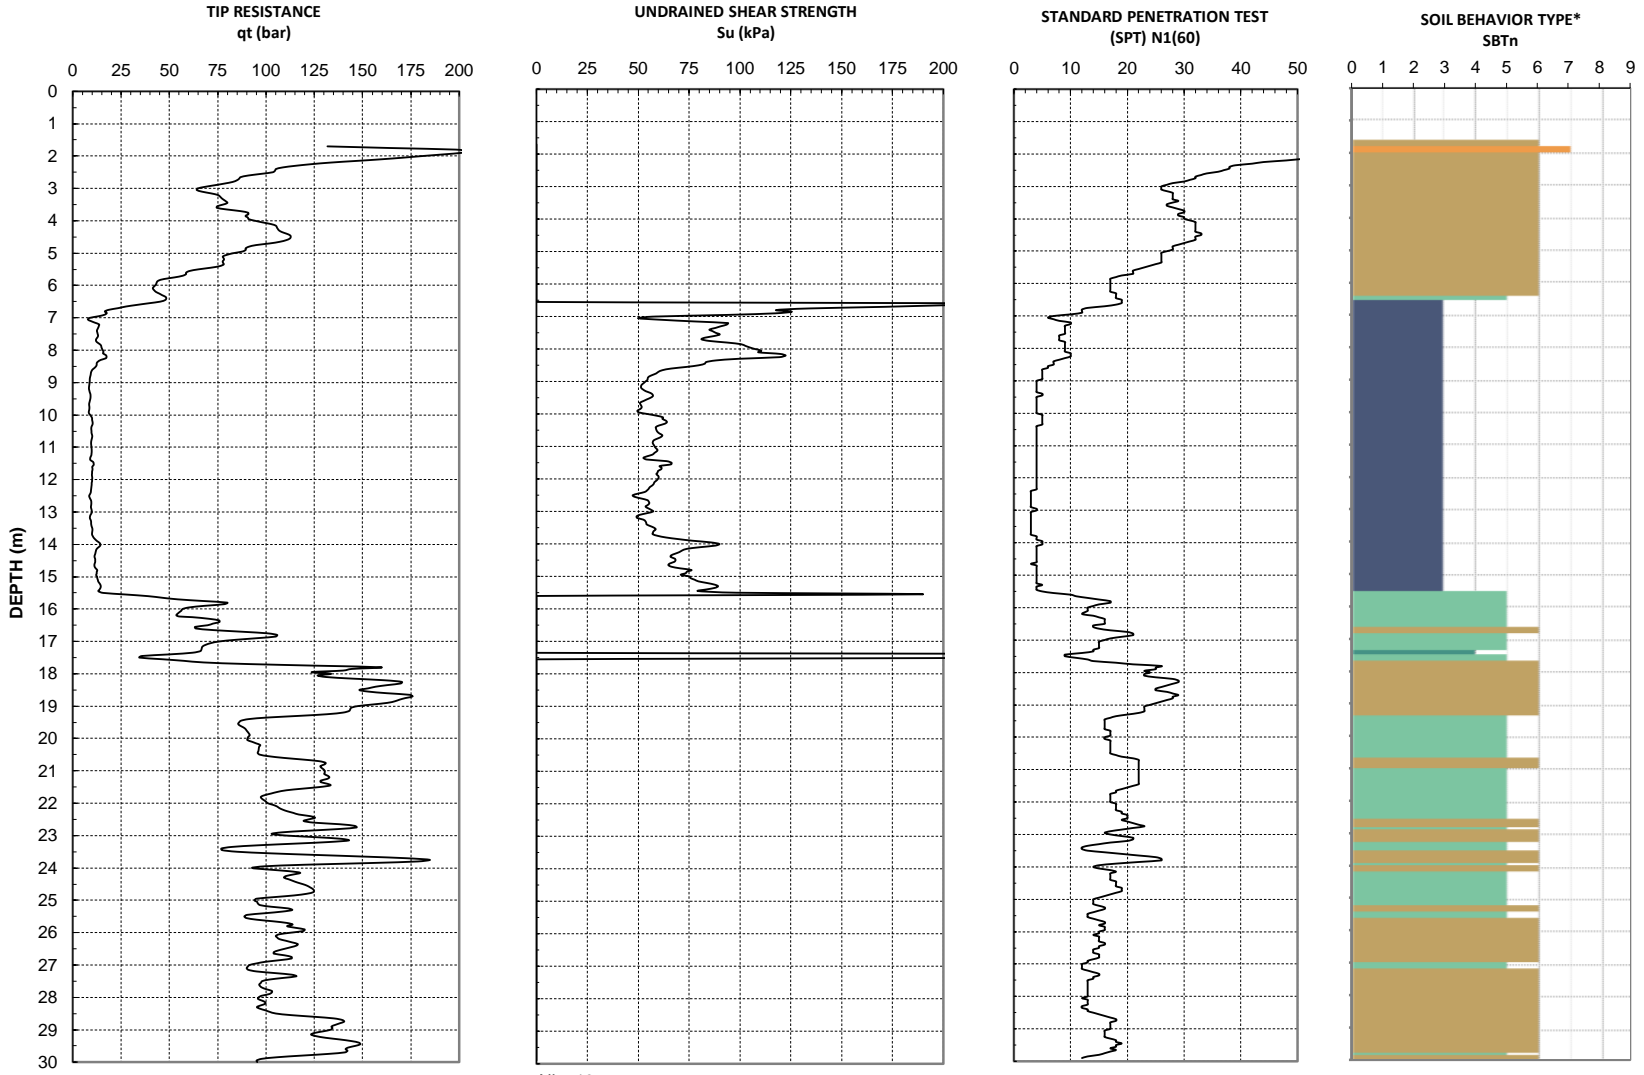 TIP RESISTANCE
qt (bar)
0 25 50 75 100 125 150 175 200
UNDRAINED SHEAR STRENGTH
Su (kPa)
0 25 50 75 100 125 150 175 200
STANDARD PENETRATION TEST
(SPT) N1(60)
0 10 20 30 40 50
SOIL BEHAVIOR TYPE*
SBTn
0 1 2 3 4 5 6 7 8 9
DEPTH (m)
0
1
2
3
4
5
6
7
8
9
10
11
12
13
14
15
16
17
18
19
20
21
22
23
24
25
26
27
28
29
30